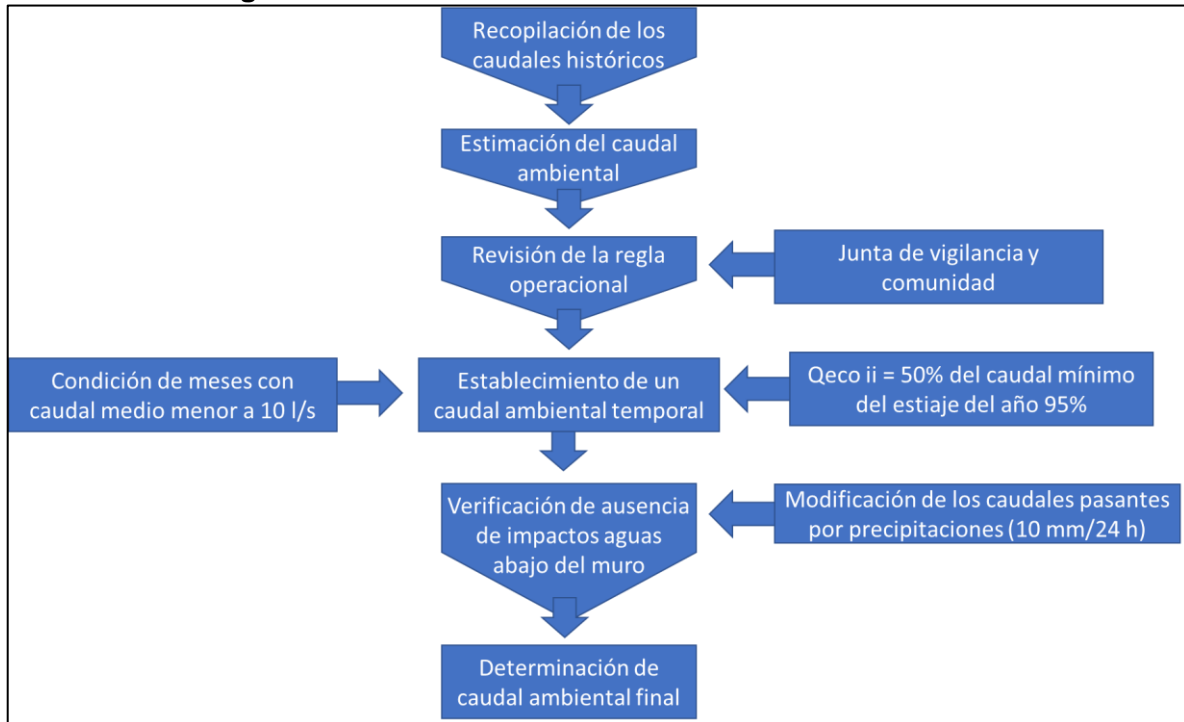 Recopilación de los
caudales históricos
Estimación del caudal
ambiental
Revisión de la regla
operacional
Junta de vigilancia y
comunidad
Condición de meses con
caudal medio menor a 10 l/s
Establecimiento de un
caudal ambiental temporal
Qeco ii = 50% del caudal mínimo
del estiaje del año 95%
Verificación de ausencia
de impactos aguas
abajo del muro
Modificación de los caudales pasantes
por precipitaciones (10 mm/24 h)
Determinación de
caudal ambiental final